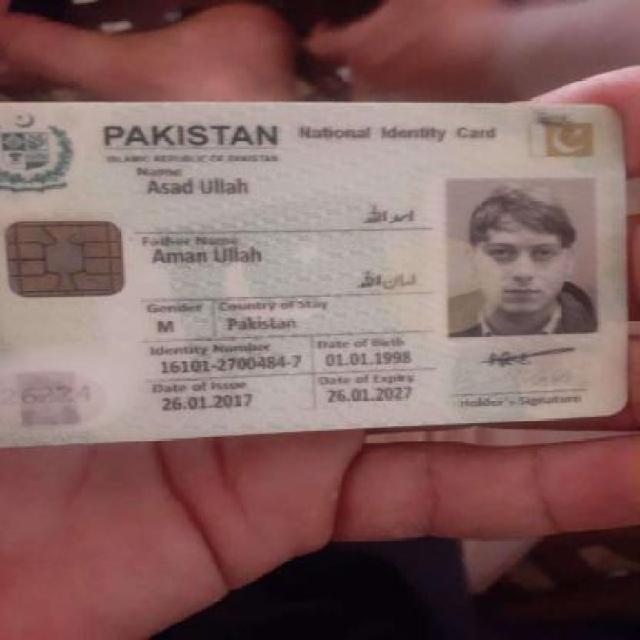 PAKISTAN National Identity Card
ISLAMIC REPUBLIC OF PAKISTAN
Name
Asad Ullah
اسد اللہ
Father Name
Aman Ullah
امان اللہ
Gender Country of Stay
M Pakistan
Identity Number Date of Birth
16101-2700484-7 01.01.1998
Date of Issue Date of Expiry
26.01.2017 26.01.2027
Holder's Signature